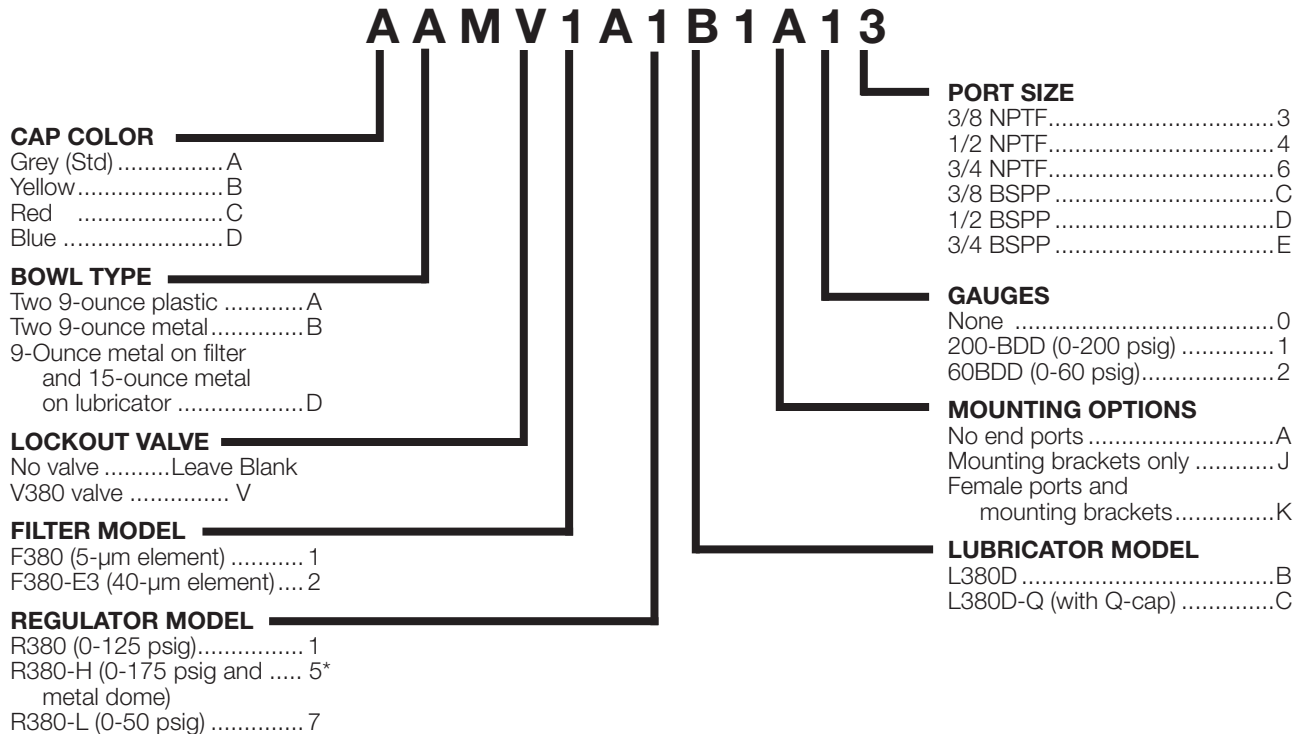 A A M V 1 A 1 B 1 A 1 3
CAP COLOR
Grey (Std) ................A
Yellow......................B
Red ......................C
Blue ........................D
BOWL TYPE
Two 9-ounce plastic ............A
Two 9-ounce metal..............B
9-Ounce metal on filter
and 15-ounce metal
on lubricator ...................D
LOCKOUT VALVE
No valve ..........Leave Blank
V380 valve ............... V
FILTER MODEL
F380 (5-µm element) ........... 1
F380-E3 (40-µm element).... 2
REGULATOR MODEL
R380 (0-125 psig)................ 1
R380-H (0-175 psig and ..... 5*
metal dome)
R380-L (0-50 psig) .............. 7
PORT SIZE
3/8 NPTF...................................3
1/2 NPTF...................................4
3/4 NPTF...................................6
3/8 BSPP ..................................C
1/2 BSPP ..................................D
3/4 BSPP ..................................E
GAUGES
None ........................................0
200-BDD (0-200 psig) ..............1
60BDD (0-60 psig).....................2
MOUNTING OPTIONS
No end ports .............................A
Mounting brackets only ............J
Female ports and
mounting brackets...............K
LUBRICATOR MODEL
L380D .......................................B
L380D-Q (with Q-cap) ..............C